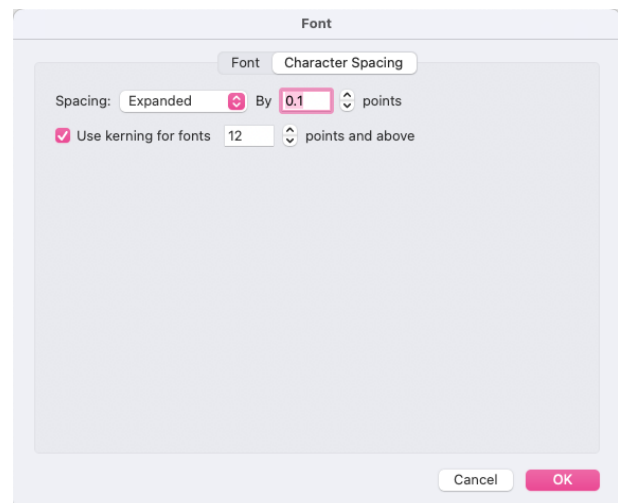 Font
Font Character Spacing
Spacing: Expanded By 0.1 points
Use kerning for fonts 12 points and above
Cancel OK